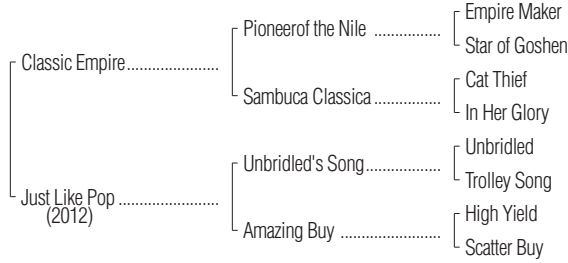 Empire Maker
Pioneerof the Nile ................
Star of Goshen
Classic Empire......................
Cat Thief
Sambuca Classica................
In Her Glory
Unbridled
Unbridled's Song..................
Trolley Song
Just Like Pop ........................
(2012)
High Yield
Amazing Buy ........................
Scatter Buy